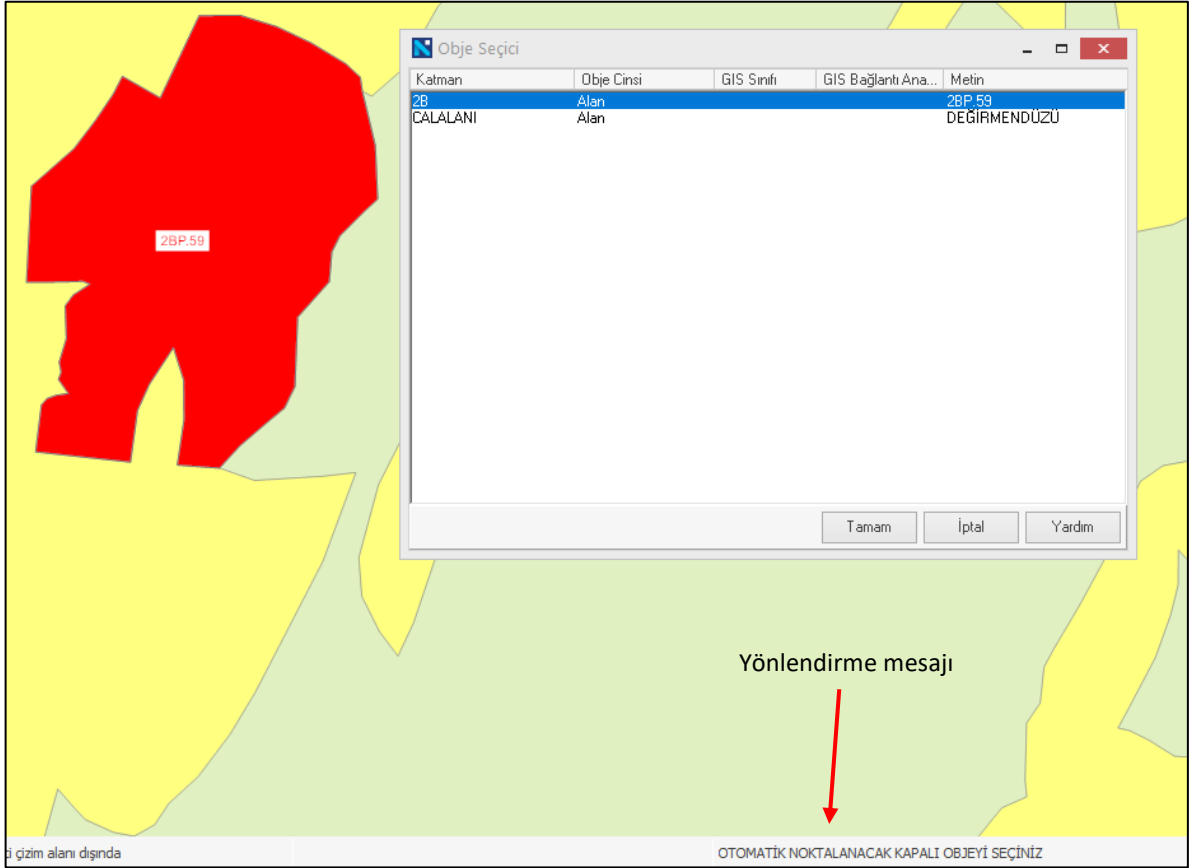 Obje Seçici
Katman Obje Cinsi GIS Sınıfı GIS Bağlantı Ana... Metin
2B Alan 2BP.59
CALALANI Alan DEĞİRMENDÜZÜ
2BP.59
Tamam İptal Yardım
Yönlendirme mesajı
çizim alanı dışında OTOMATİK NOKTALANACAK KAPALI OBJEYİ SEÇİNİZ